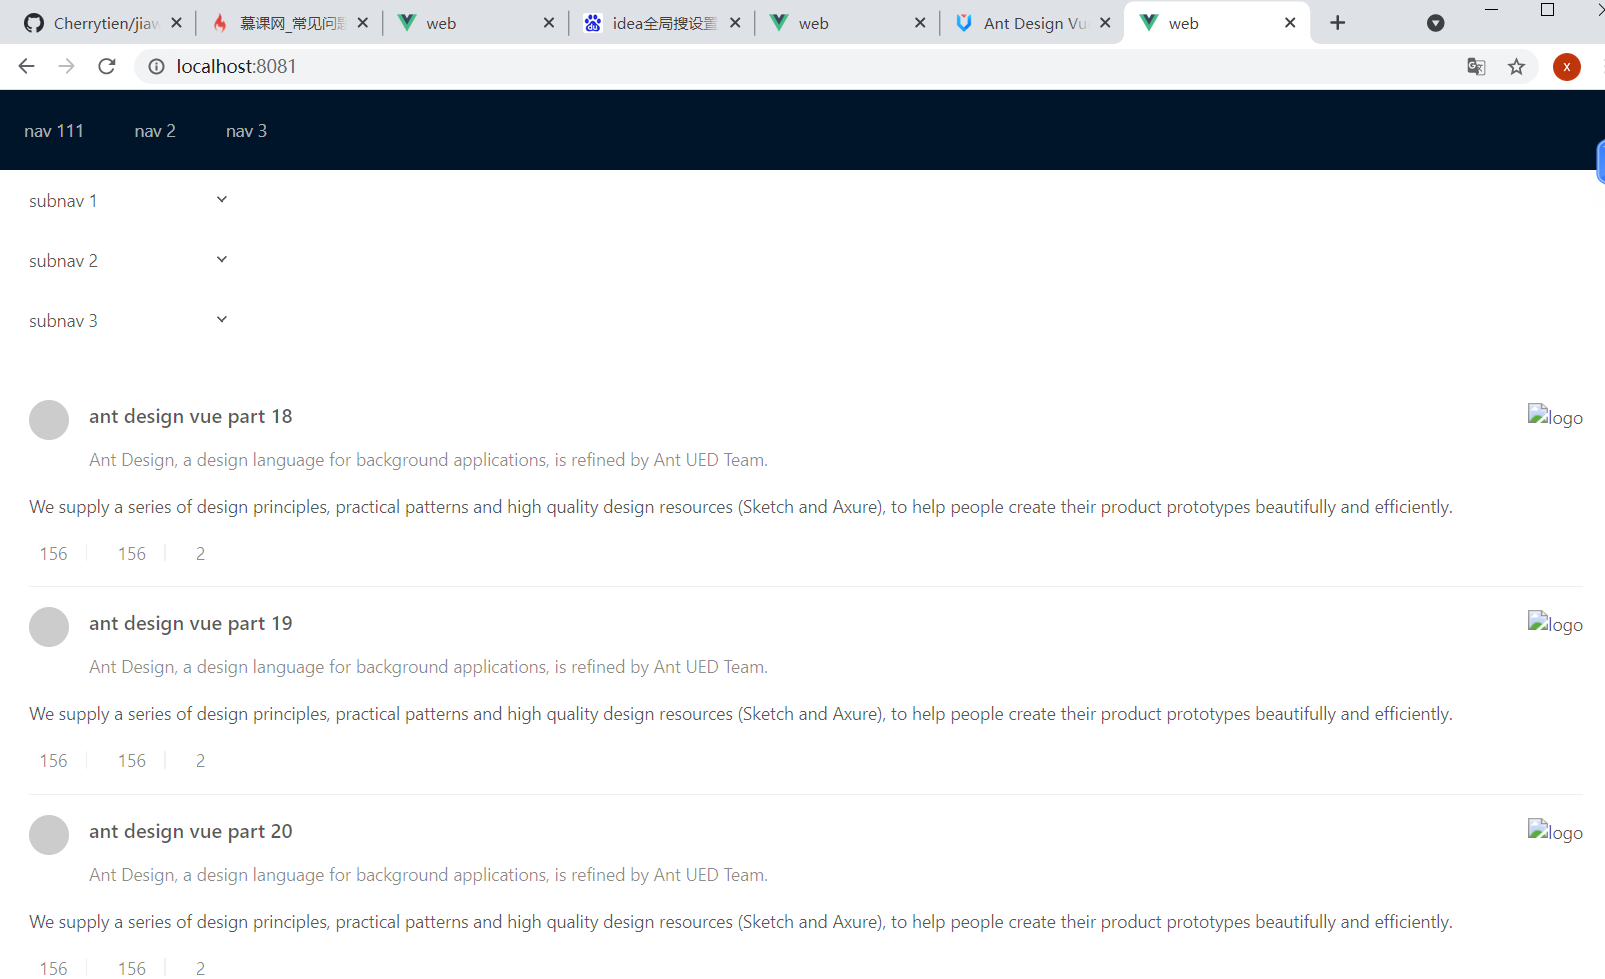 Cherrytien/jiaw
慕课网_常见问题
web
idea全局搜设置
web
Ant Design Vu
web
localhost:8081
x
nav 111 nav 2 nav 3
subnav 1
subnav 2
subnav 3
ant design vue part 18
logo
Ant Design, a design language for background applications, is refined by Ant UED Team.
We supply a series of design principles, practical patterns and high quality design resources (Sketch and Axure), to help people create their product prototypes beautifully and efficiently.
156 156 2
ant design vue part 19
logo
Ant Design, a design language for background applications, is refined by Ant UED Team.
We supply a series of design principles, practical patterns and high quality design resources (Sketch and Axure), to help people create their product prototypes beautifully and efficiently.
156 156 2
ant design vue part 20
logo
Ant Design, a design language for background applications, is refined by Ant UED Team.
We supply a series of design principles, practical patterns and high quality design resources (Sketch and Axure), to help people create their product prototypes beautifully and efficiently.
156 156 2